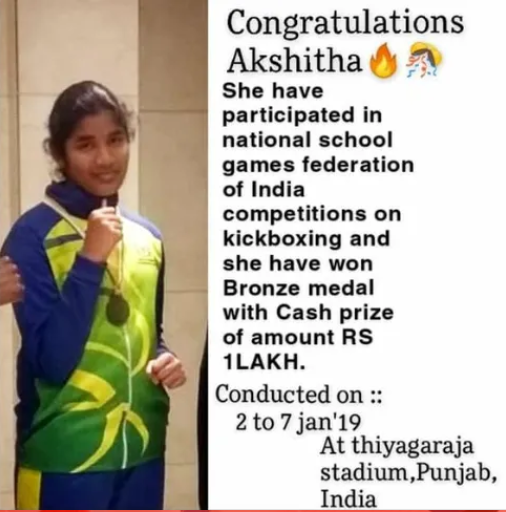 Congratulations
Akshitha🔥🎊
She have
participated in
national school
games federation
of India
competitions on
kickboxing and
she have won
Bronze medal
with Cash prize
of amount RS
1LAKH.
Conducted on ::
2 to 7 jan'19
At thiyagaraja
stadium,Punjab,
India